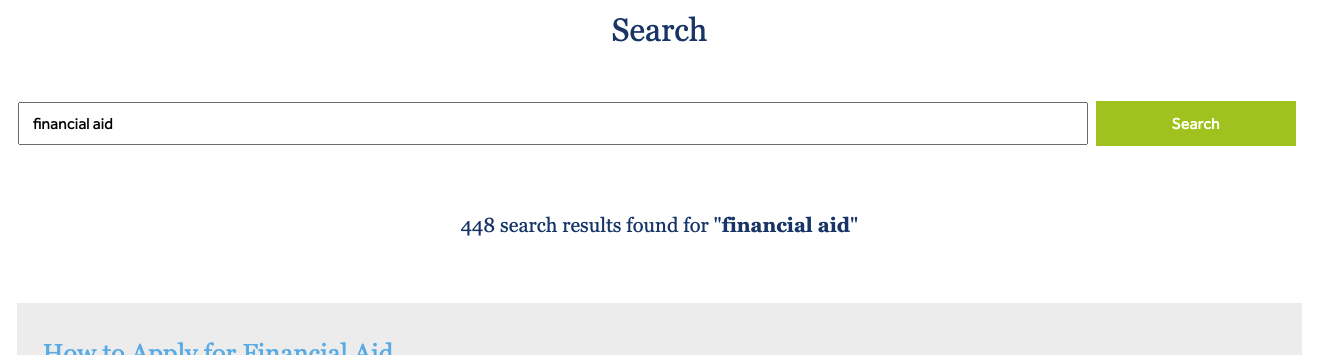 Search
financial aid
Search
448 search results found for "financial aid"
How to Apply for Financial Aid